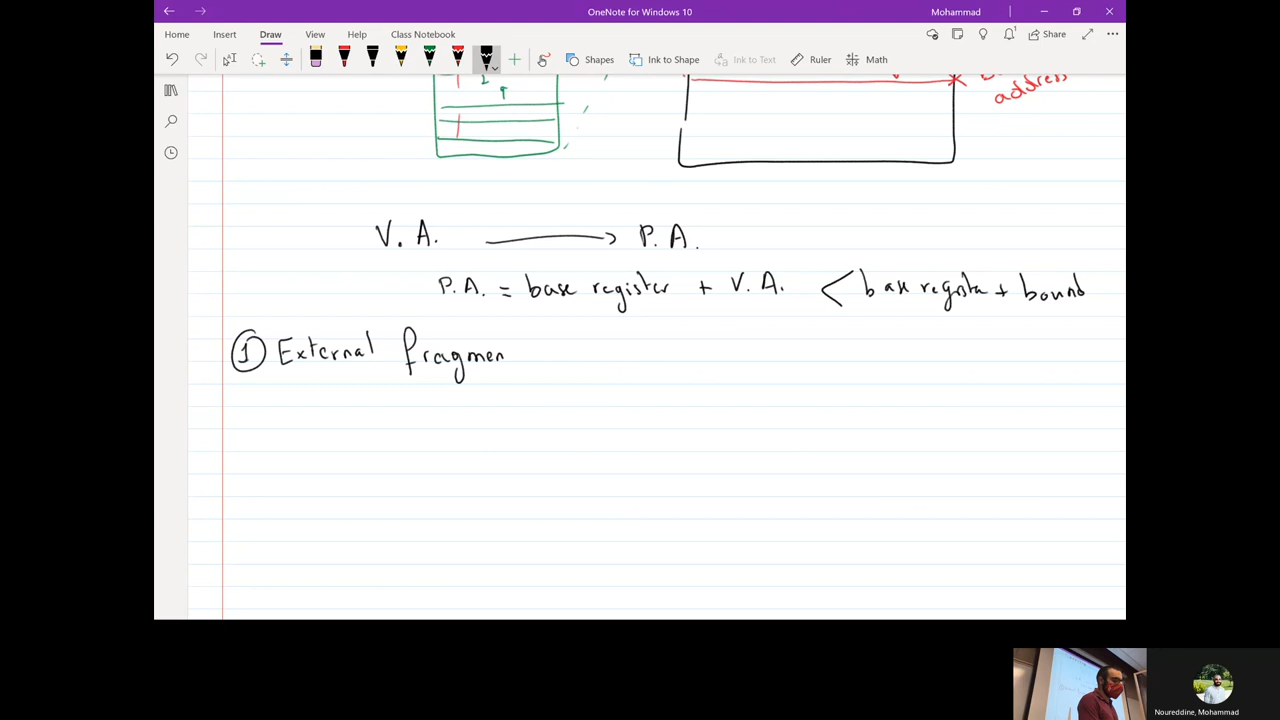 OneNote for Windows 10
Mohammad
Home Insert Draw View Help Class Notebook
Share
Shapes Ink to Shape Ink to Text Ruler Math
address
V. A. P. A.
P.A. = base register + V. A. < base register + bound
1 External fragmen
Noureddine, Mohammad